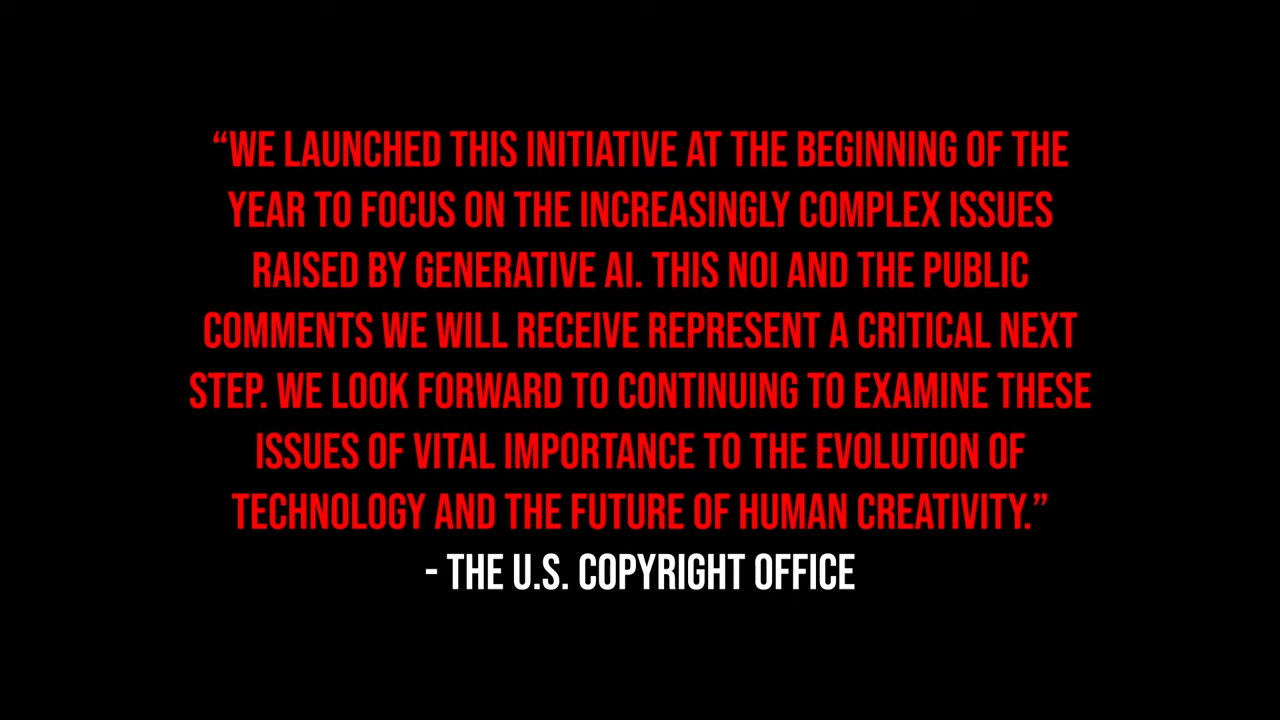 “WE LAUNCHED THIS INITIATIVE AT THE BEGINNING OF THE
YEAR TO FOCUS ON THE INCREASINGLY COMPLEX ISSUES
RAISED BY GENERATIVE AI. THIS NOI AND THE PUBLIC
COMMENTS WE WILL RECEIVE REPRESENT A CRITICAL NEXT
STEP. WE LOOK FORWARD TO CONTINUING TO EXAMINE THESE
ISSUES OF VITAL IMPORTANCE TO THE EVOLUTION OF
TECHNOLOGY AND THE FUTURE OF HUMAN CREATIVITY.”
- THE U.S. COPYRIGHT OFFICE